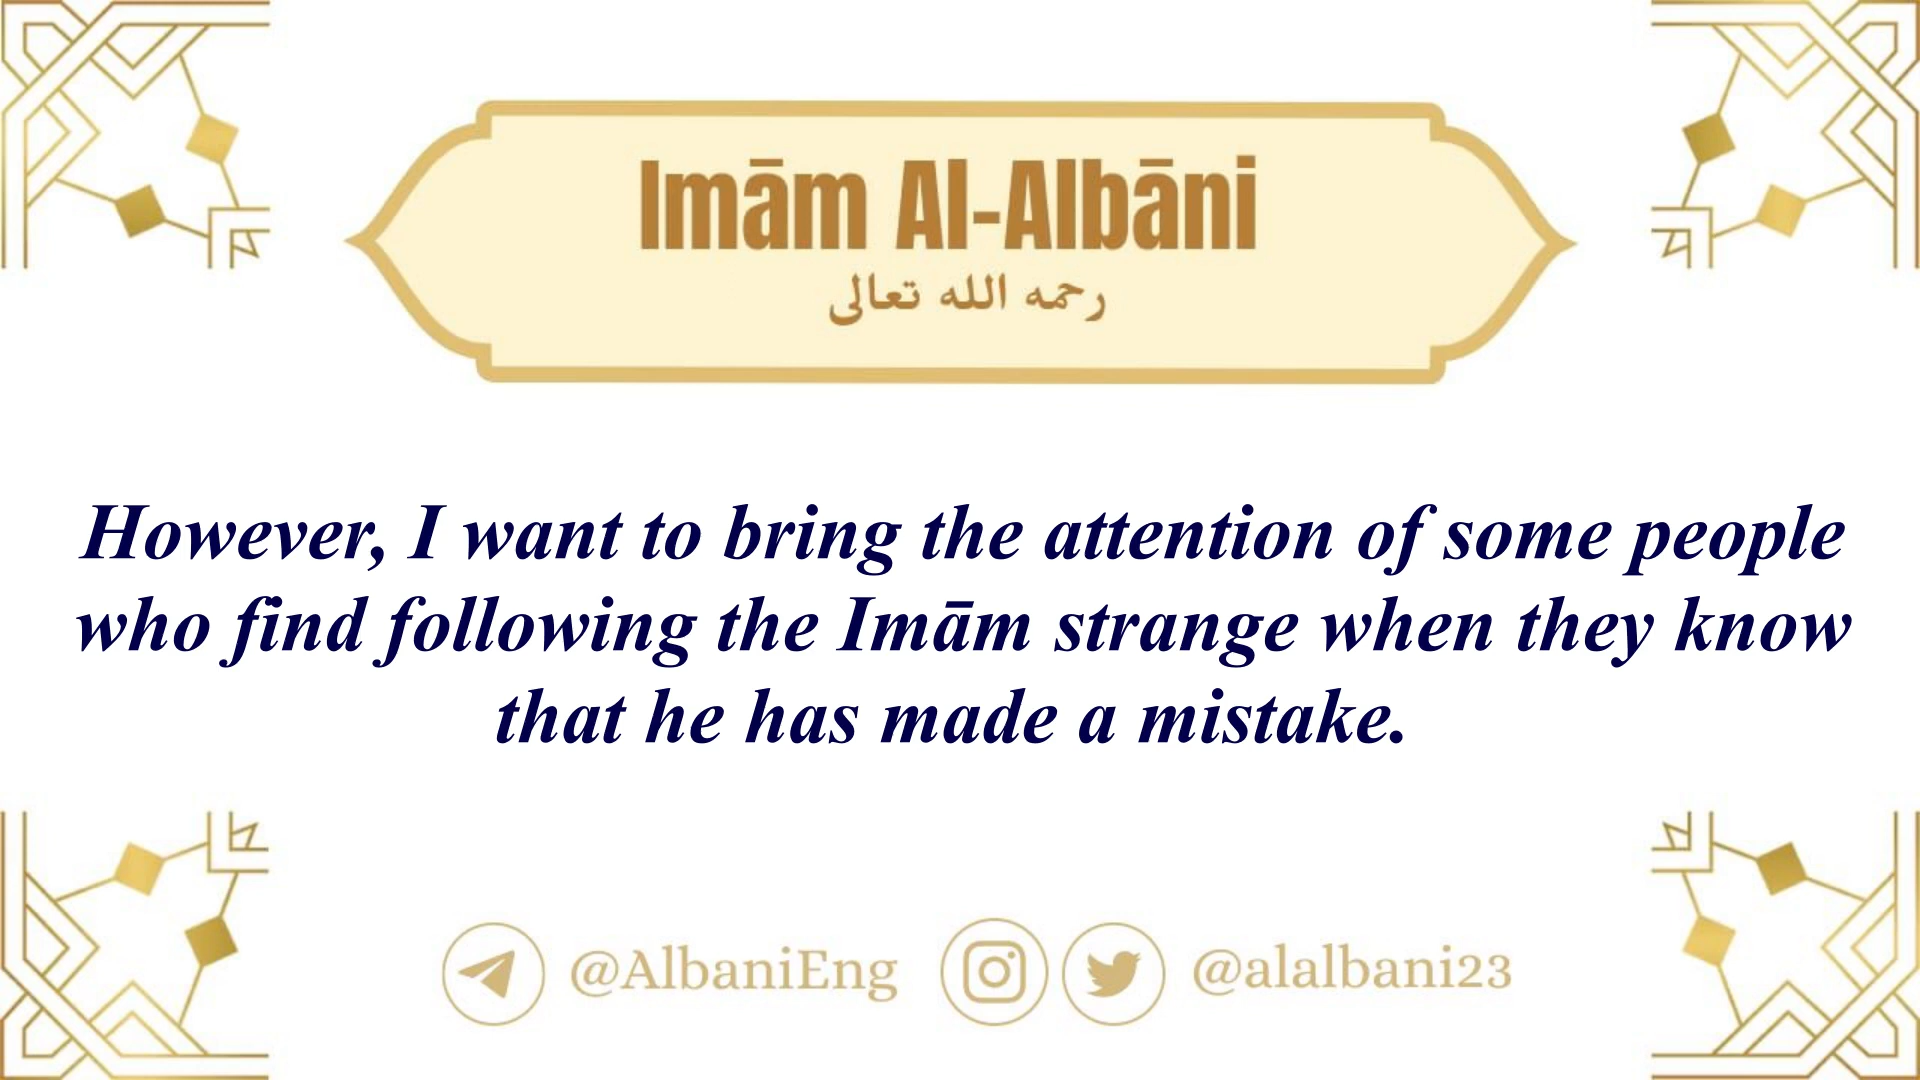 Imām Al-Albāni
رحمه الله تعالى
However, I want to bring the attention of some people
who find following the Imām strange when they know
that he has made a mistake.
@AlbaniEng @alalbani23